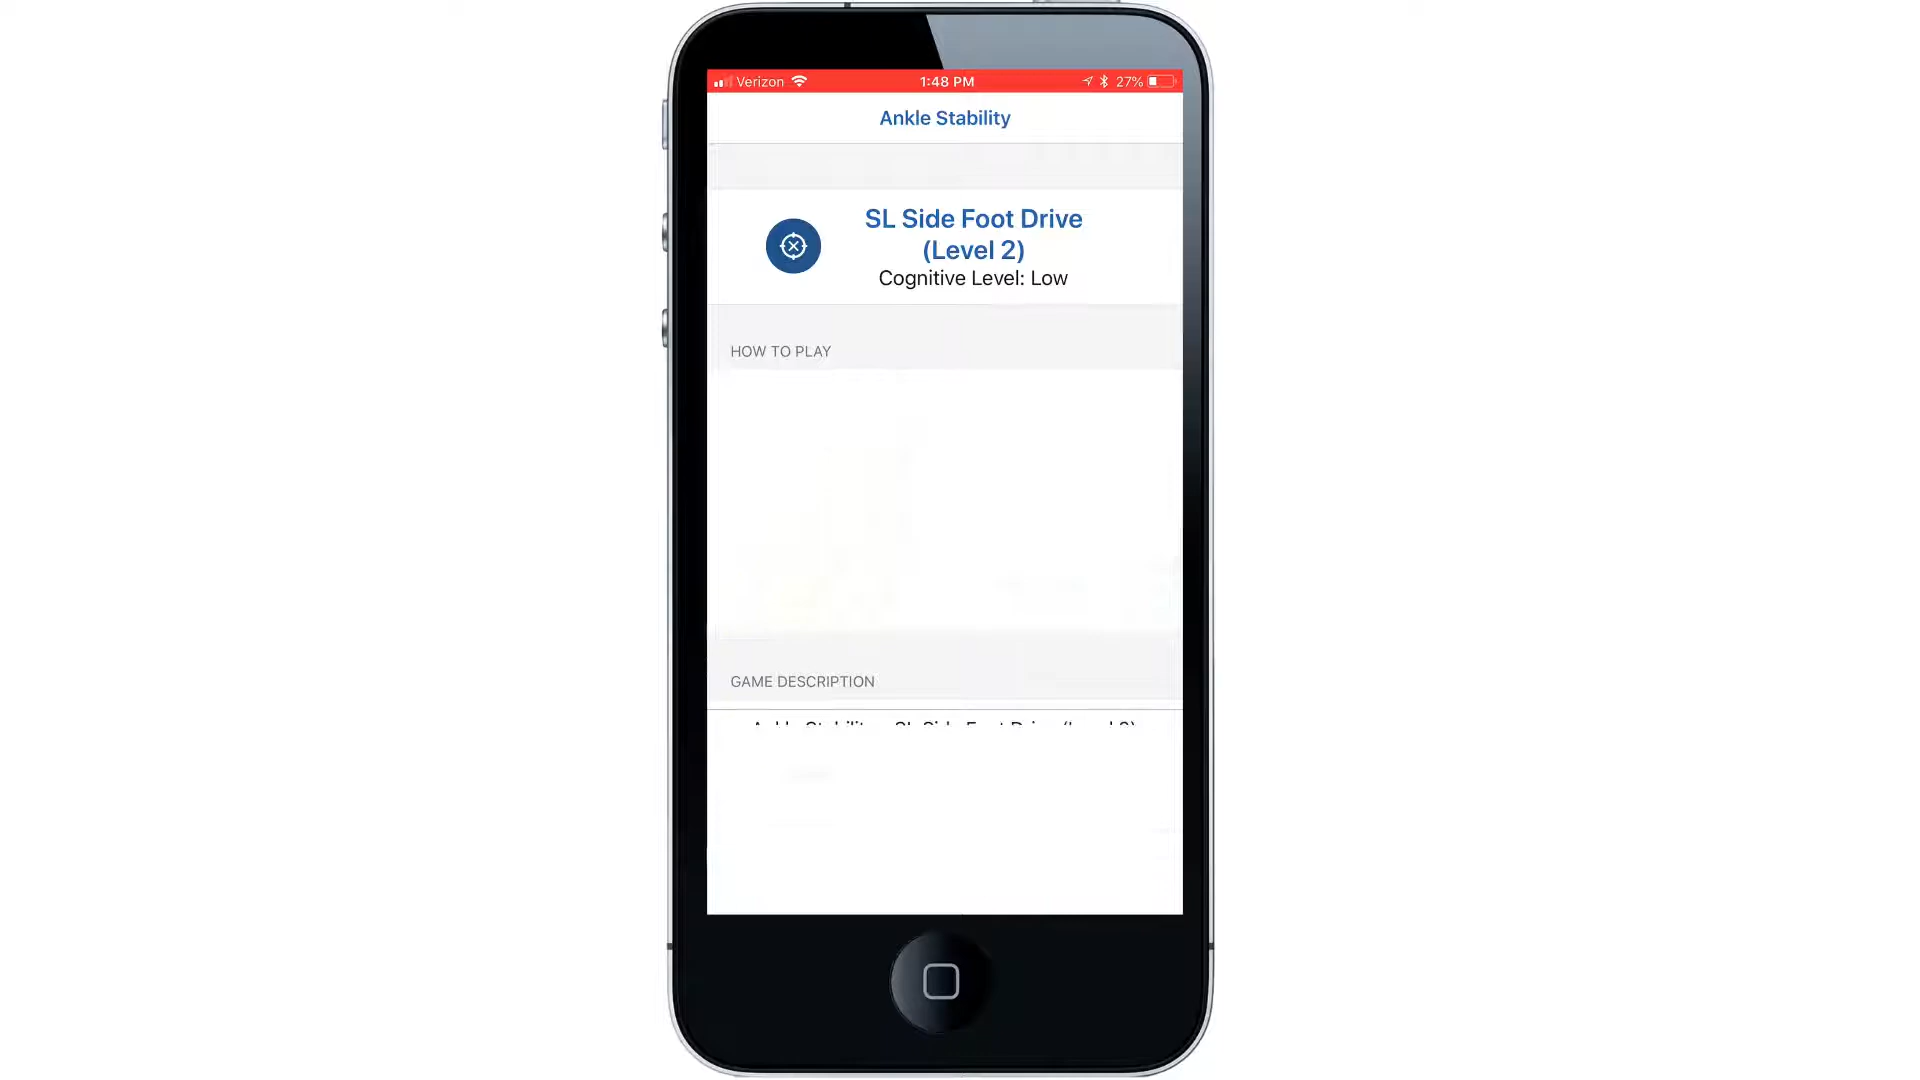 Verizon 1:48 PM 27%
Ankle Stability
SL Side Foot Drive
(Level 2)
Cognitive Level: Low
HOW TO PLAY
GAME DESCRIPTION